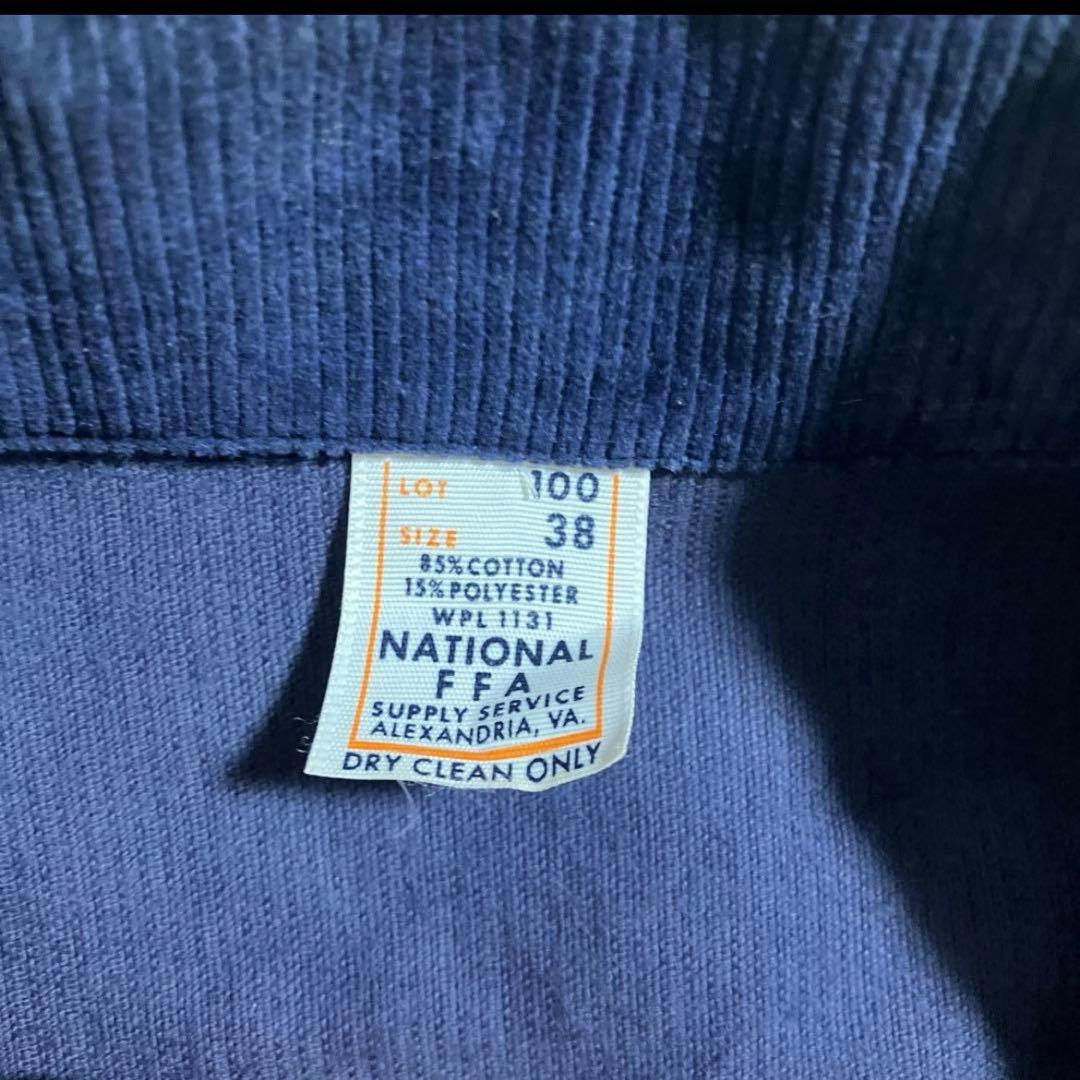 LOT 100
SIZE 38
85% COTTON
15% POLYESTER
WPL 1131
NATIONAL
FFA
SUPPLY SERVICE
ALEXANDRIA, VA.
DRY CLEAN ONLY